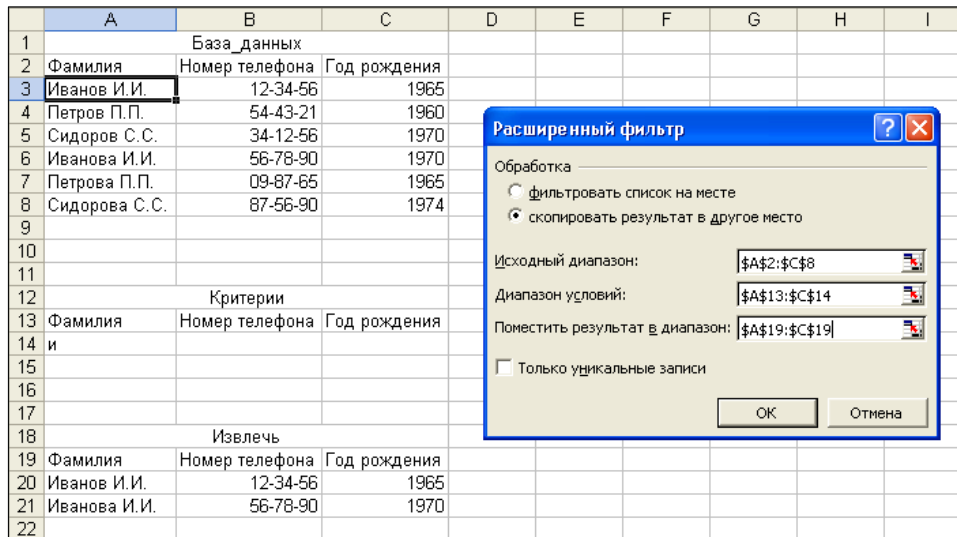 A B C D E F G H I
1 База_данных
2 Фамилия Номер телефона Год рождения
3 Иванов И.И. 12-34-56 1965
4 Петров П.П. 54-43-21 1960
5 Сидоров С.С. 34-12-56 1970
6 Иванова И.И. 56-78-90 1970
7 Петрова П.П. 09-87-65 1965
8 Сидорова С.С. 87-56-90 1974
9
10
11
12 Критерии
13 Фамилия Номер телефона Год рождения
14 и
15
16
17
18 Извлечь
19 Фамилия Номер телефона Год рождения
20 Иванов И.И. 12-34-56 1965
21 Иванова И.И. 56-78-90 1970
22
Расширенный фильтр
Обработка
фильтровать список на месте
скопировать результат в другое место
Исходный диапазон: $A$2:$C$8
Диапазон условий: $A$13:$C$14
Поместить результат в диапазон: $A$19:$C$19
Только уникальные записи
ОК Отмена